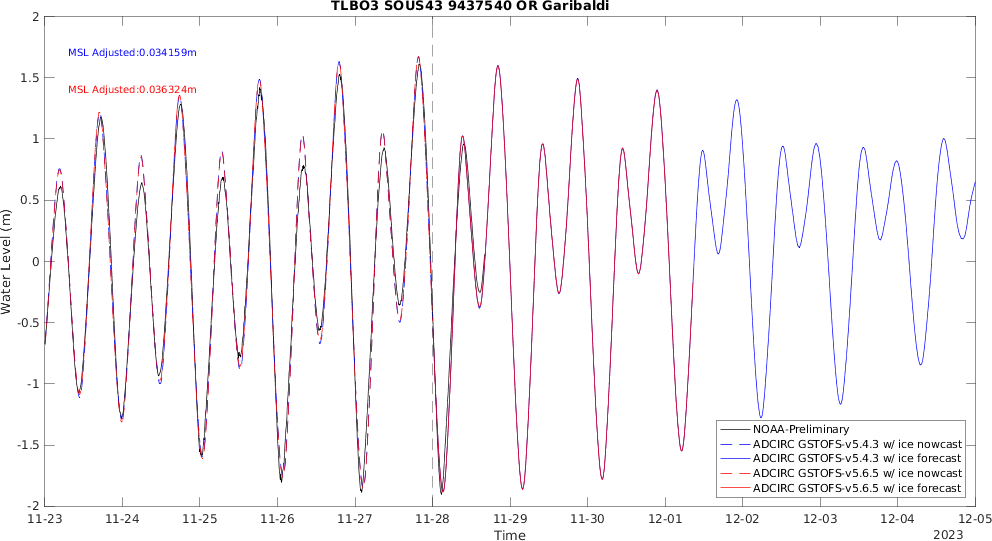 TLBO3 SOUS43 9437540 OR Garibaldi
MSL Adjusted:0.034159m
MSL Adjusted:0.036324m
Water Level (m)
2
1.5
1
0.5
0
-0.5
-1
-1.5
-2
NOAA-Preliminary
ADCIRC GSTOFS-v5.4.3 w/ ice nowcast
ADCIRC GSTOFS-v5.4.3 w/ ice forecast
ADCIRC GSTOFS-v5.6.5 w/ ice nowcast
ADCIRC GSTOFS-v5.6.5 w/ ice forecast
11-23 11-24 11-25 11-26 11-27 11-28 11-29 11-30 12-01 12-02 12-03 12-04 12-05
Time
2023